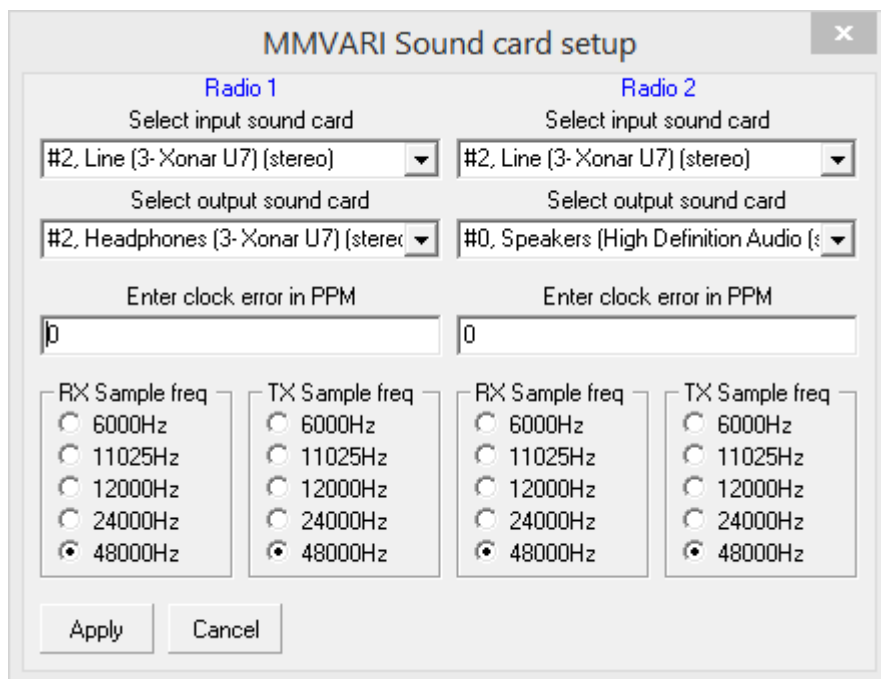 MMVARI Sound card setup
Radio 1
Select input sound card
#2, Line (3- Xonar U7) (stereo)
Select output sound card
#2, Headphones (3- Xonar U7) (stere
Enter clock error in PPM
0
RX Sample freq
6000Hz
11025Hz
12000Hz
24000Hz
48000Hz
TX Sample freq
6000Hz
11025Hz
12000Hz
24000Hz
48000Hz
Radio 2
Select input sound card
#2, Line (3- Xonar U7) (stereo)
Select output sound card
#0, Speakers (High Definition Audio (s
Enter clock error in PPM
0
RX Sample freq
6000Hz
11025Hz
12000Hz
24000Hz
48000Hz
TX Sample freq
6000Hz
11025Hz
12000Hz
24000Hz
48000Hz
Apply
Cancel